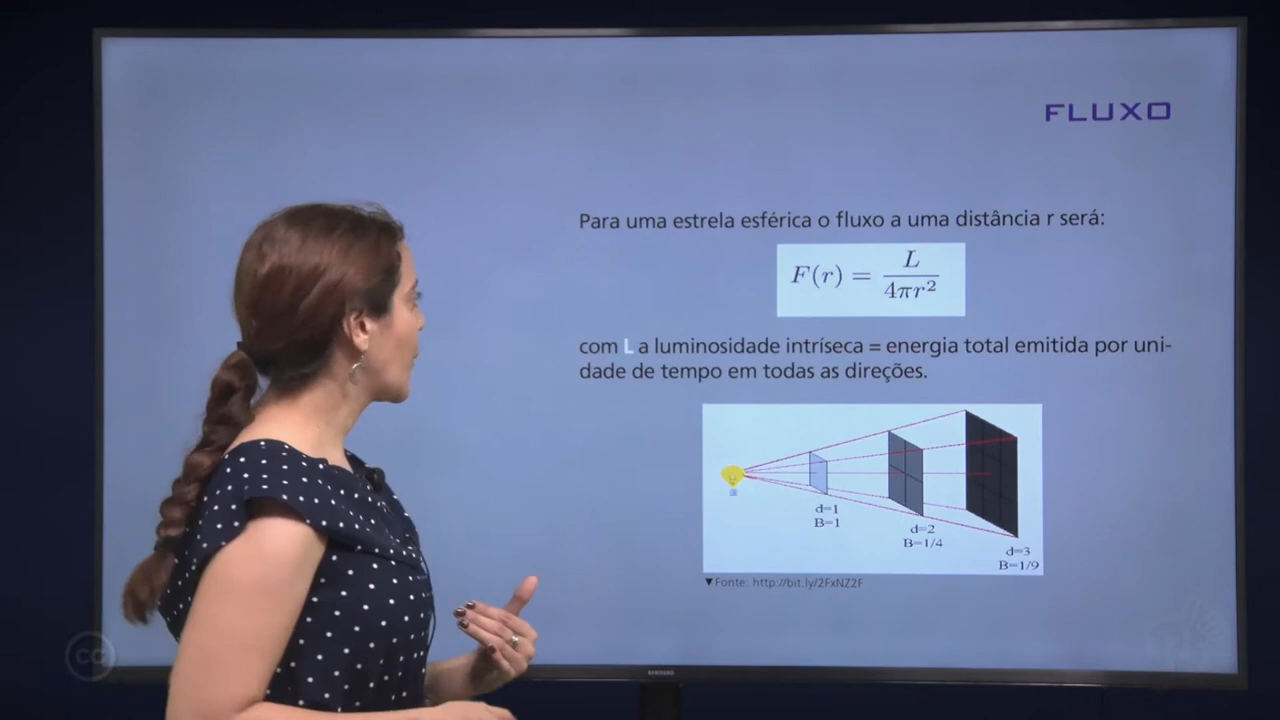 FLUXO
Para uma estrela esférica o fluxo a uma distância r será:
F(r) = L / 4πr²
com L a luminosidade intríseca = energia total emitida por uni-
dade de tempo em todas as direções.
d=1
B=1
d=2
B=1/4
d=3
B=1/9
▼Fonte: http://bit.ly/2FxNZ2F
SAMSUNG
cc